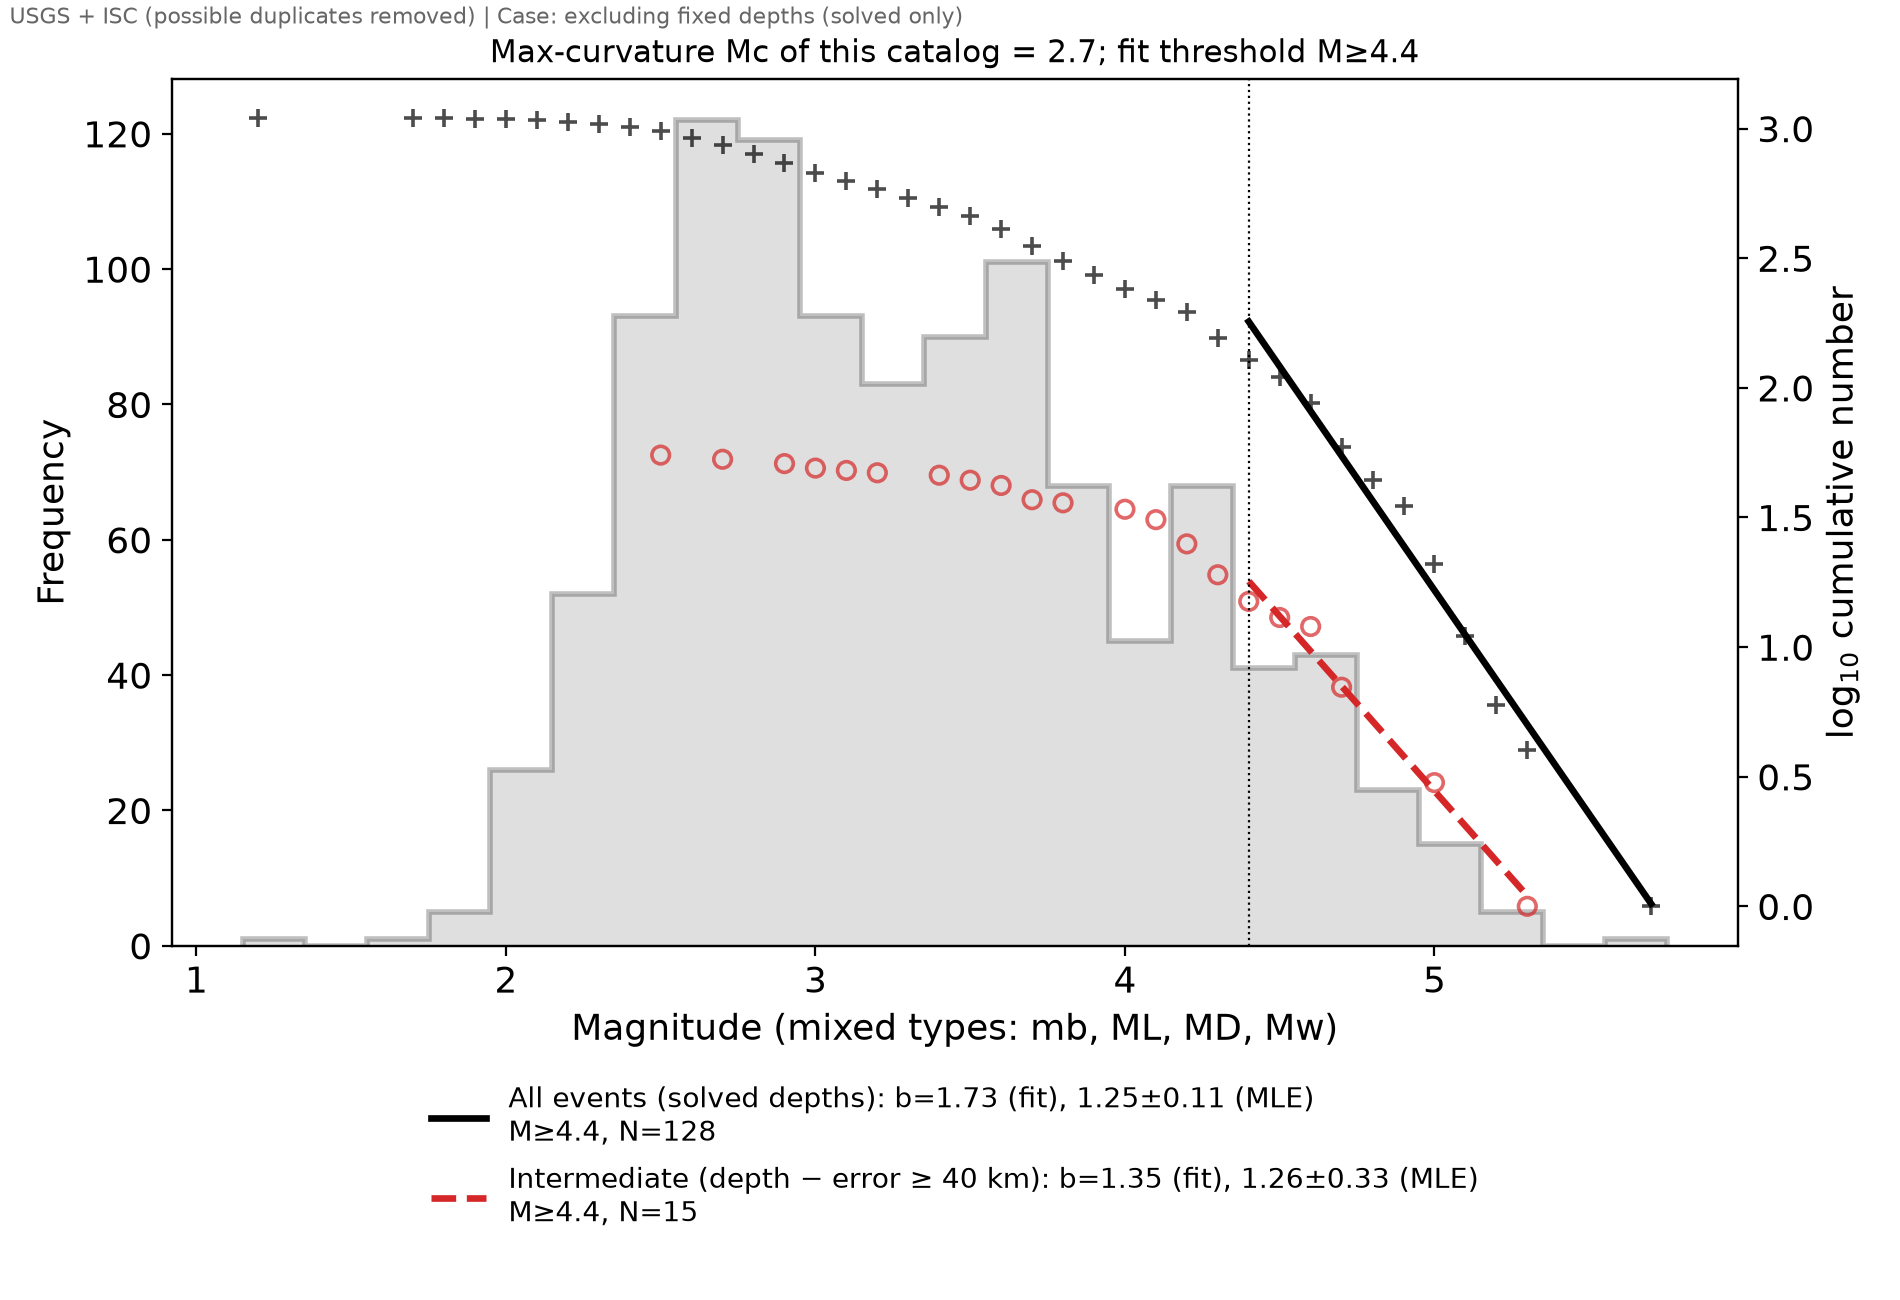 USGS + ISC (possible duplicates removed) | Case: excluding fixed depths (solved only)
Max-curvature Mc of this catalog = 2.7; fit threshold M≥4.4
120
100
80
60
40
20
0
Frequency
3.0
2.5
2.0
1.5
1.0
0.5
0.0
log₁₀ cumulative number
1 2 3 4 5
Magnitude (mixed types: mb, ML, MD, Mw)
All events (solved depths): b=1.73 (fit), 1.25±0.11 (MLE)
M≥4.4, N=128
Intermediate (depth − error ≥ 40 km): b=1.35 (fit), 1.26±0.33 (MLE)
M≥4.4, N=15